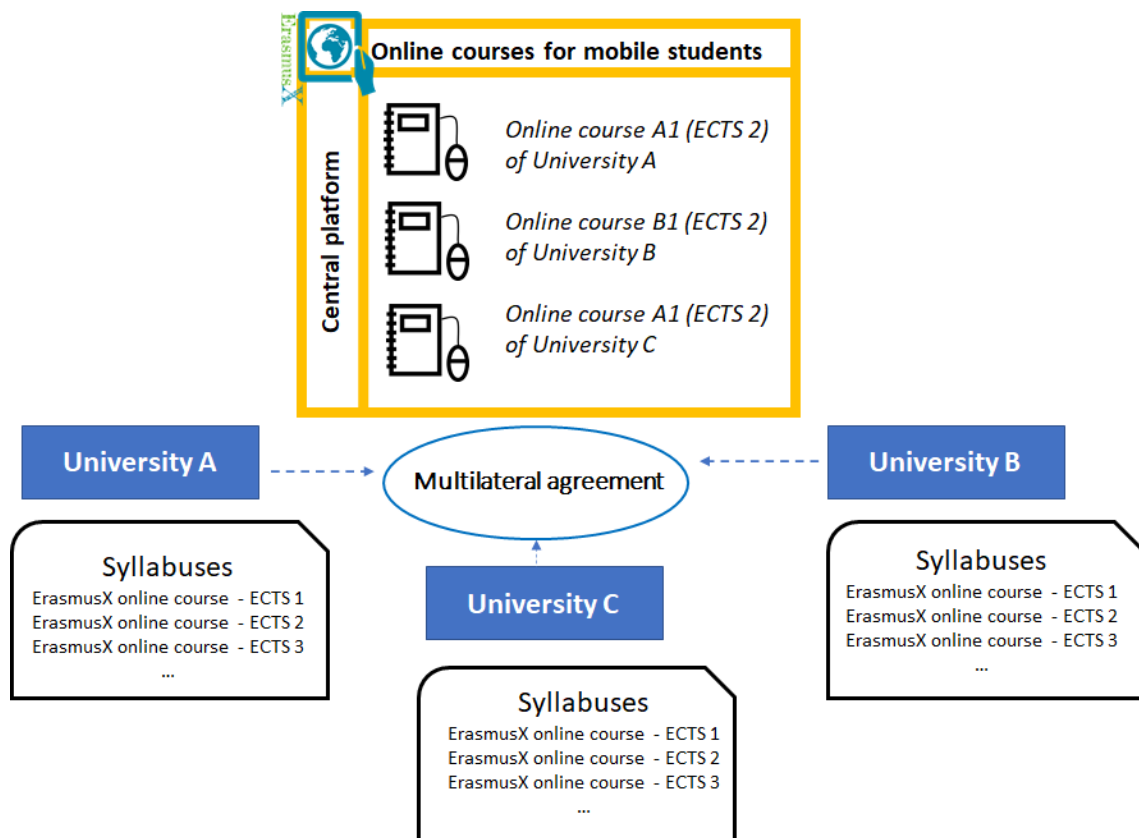 ErasmusX
Online courses for mobile students
Central platform
Online course A1 (ECTS 2)
of University A
Online course B1 (ECTS 2)
of University B
Online course A1 (ECTS 2)
of University C
University A
Multilateral agreement
University B
Syllabuses
ErasmusX online course - ECTS 1
ErasmusX online course - ECTS 2
ErasmusX online course - ECTS 3
...
University C
Syllabuses
ErasmusX online course - ECTS 1
ErasmusX online course - ECTS 2
ErasmusX online course - ECTS 3
...
Syllabuses
ErasmusX online course - ECTS 1
ErasmusX online course - ECTS 2
ErasmusX online course - ECTS 3
...